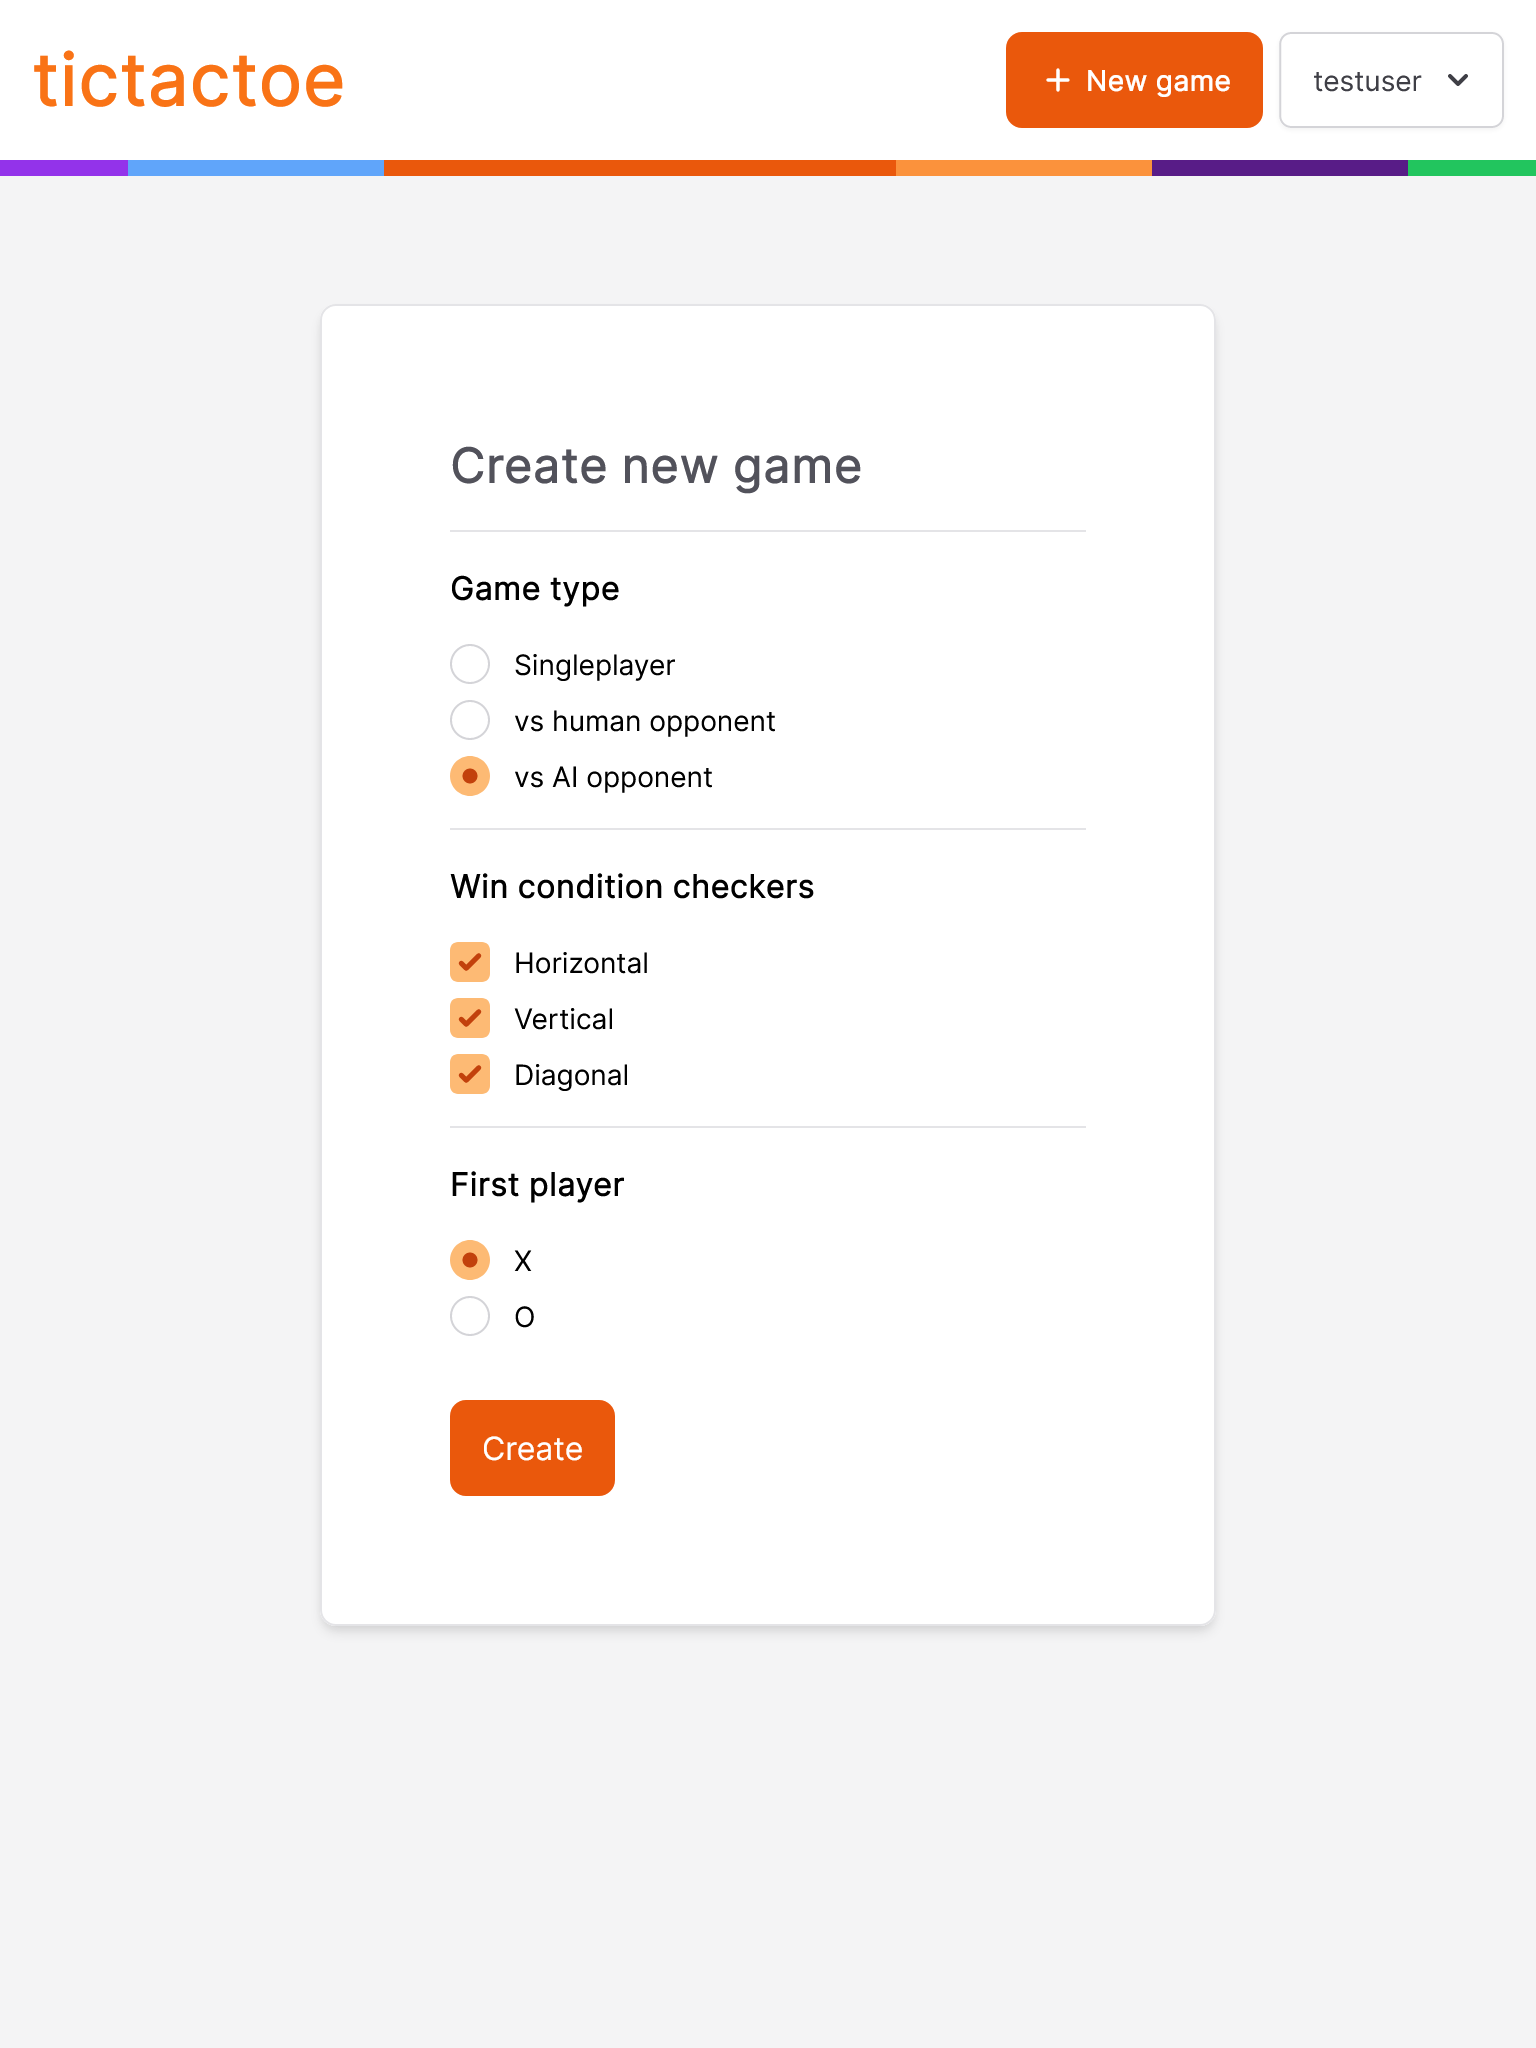 tictactoe
New game
testuser
Create new game
Game type
Singleplayer
vs human opponent
vs AI opponent
Win condition checkers
Horizontal
Vertical
Diagonal
First player
X
O
Create